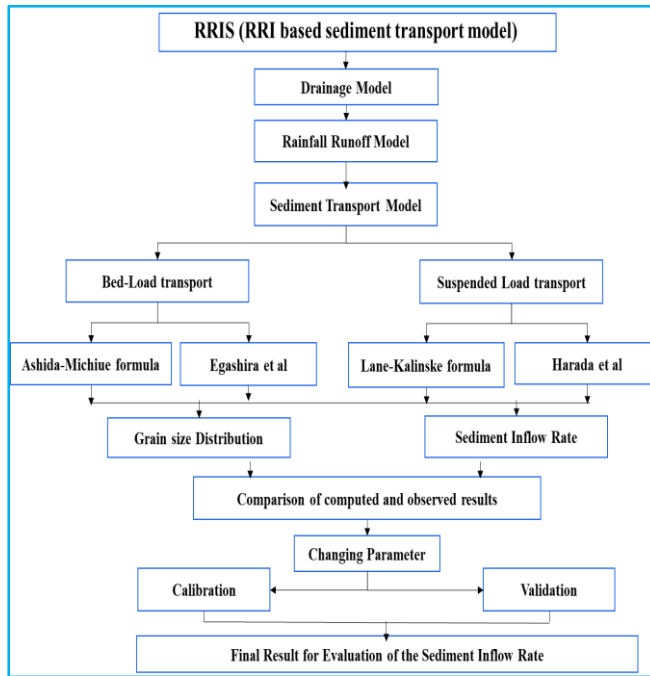 RRIS (RRI based sediment transport model)
Drainage Model
Rainfall Runoff Model
Sediment Transport Model
Bed-Load transport
Suspended Load transport
Ashida-Michiue formula
Egashira et al
Lane-Kalinske formula
Harada et al
Grain size Distribution
Sediment Inflow Rate
Comparison of computed and observed results
Changing Parameter
Calibration
Validation
Final Result for Evaluation of the Sediment Inflow Rate